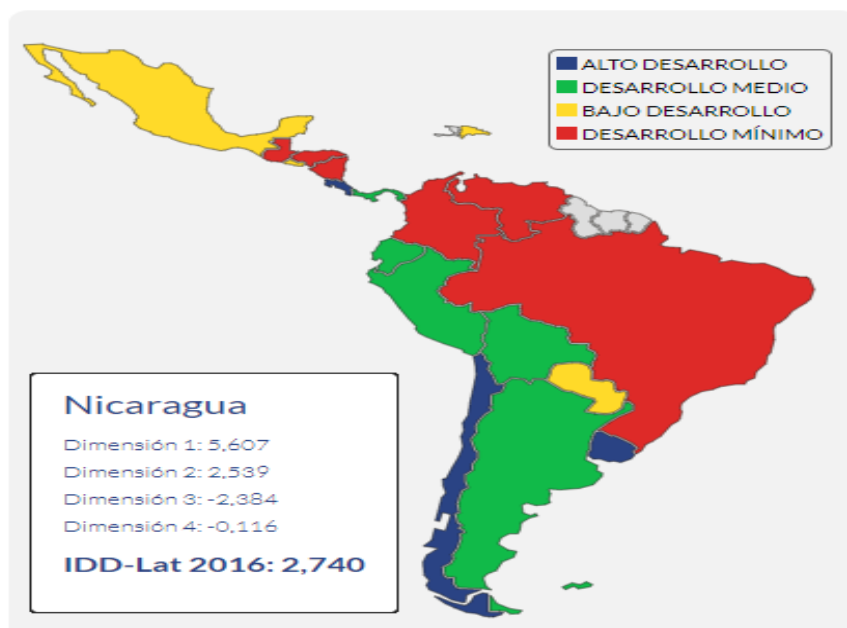 ALTO DESARROLLO
DESARROLLO MEDIO
BAJO DESARROLLO
DESARROLLO MÍNIMO
Nicaragua
Dimensión 1: 5,607
Dimensión 2: 2,539
Dimensión 3: -2,384
Dimensión 4: -0,116
IDD-Lat 2016: 2,740